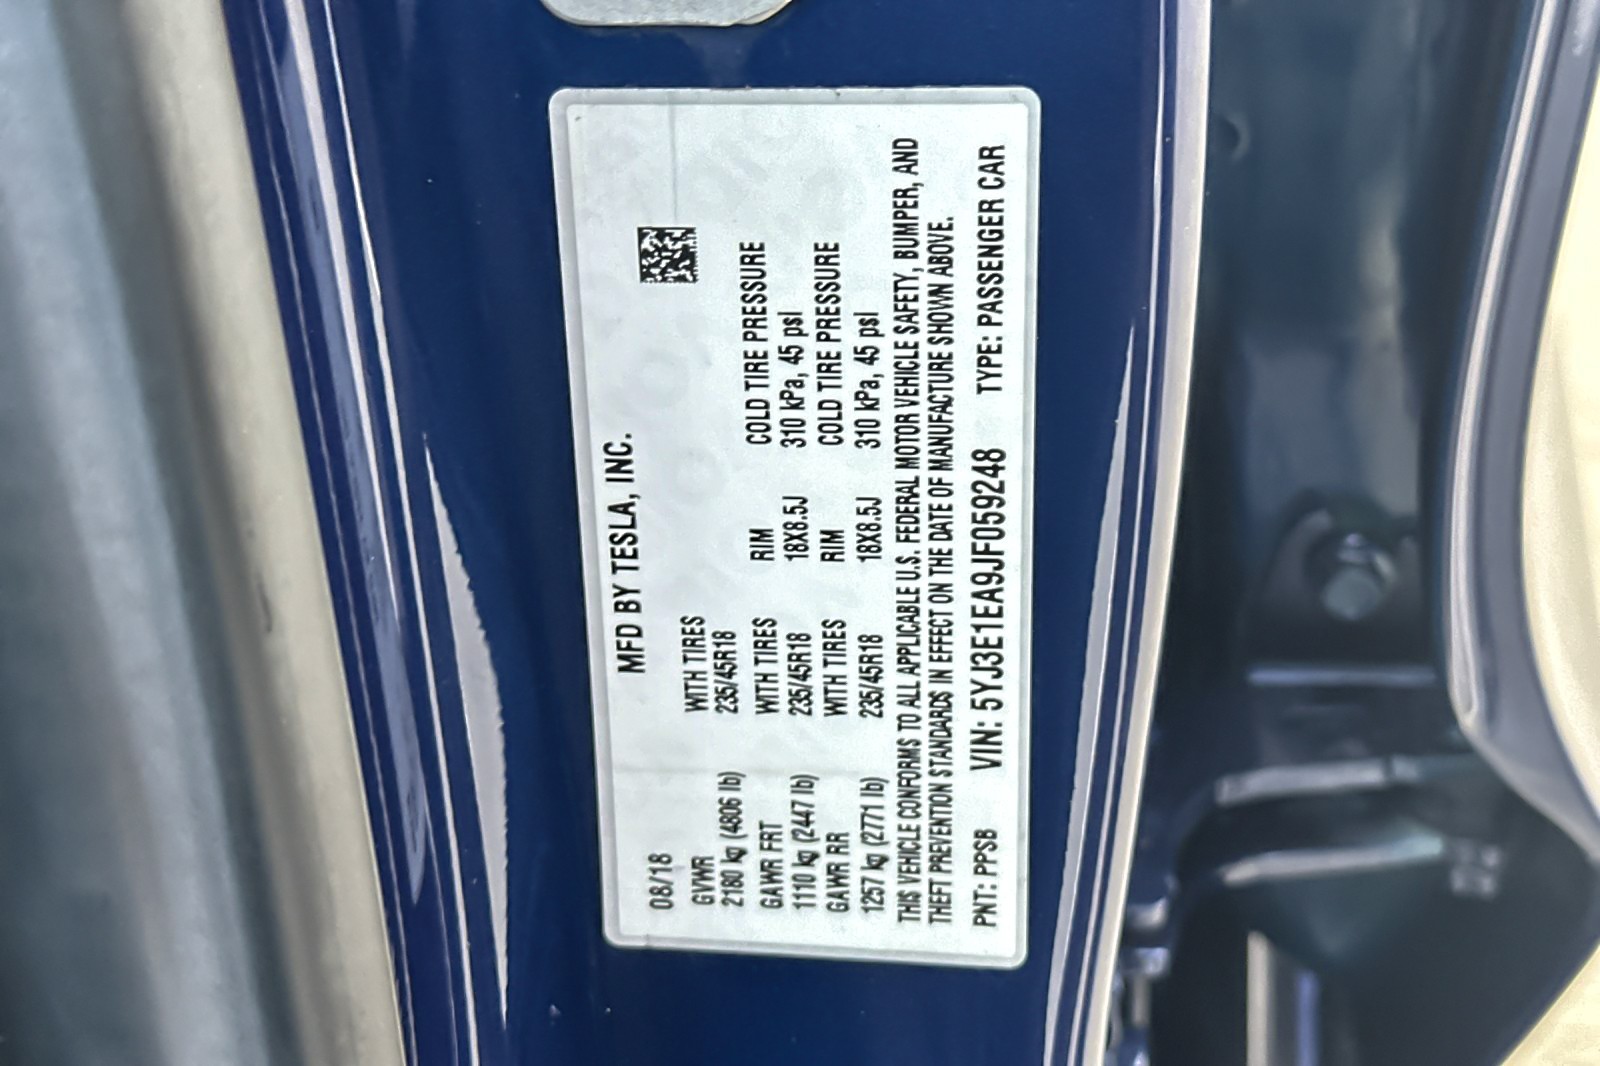 MFD BY TESLA, INC.
08/18
GVWR WITH TIRES
2180 kg (4806 lb) 235/45R18
GAWR FRT WITH TIRES RIM COLD TIRE PRESSURE
1110 kg (2447 lb) 235/45R18 18X8.5J 310 kPa, 45 psi
GAWR RR WITH TIRES RIM COLD TIRE PRESSURE
1257 kg (2771 lb) 235/45R18 18X8.5J 310 kPa, 45 psi
THIS VEHICLE CONFORMS TO ALL APPLICABLE U.S. FEDERAL MOTOR VEHICLE SAFETY, BUMPER, AND
THEFT PREVENTION STANDARDS IN EFFECT ON THE DATE OF MANUFACTURE SHOWN ABOVE.
PNT: PPSB VIN: 5YJ3E1EA9JF059248 TYPE: PASSENGER CAR